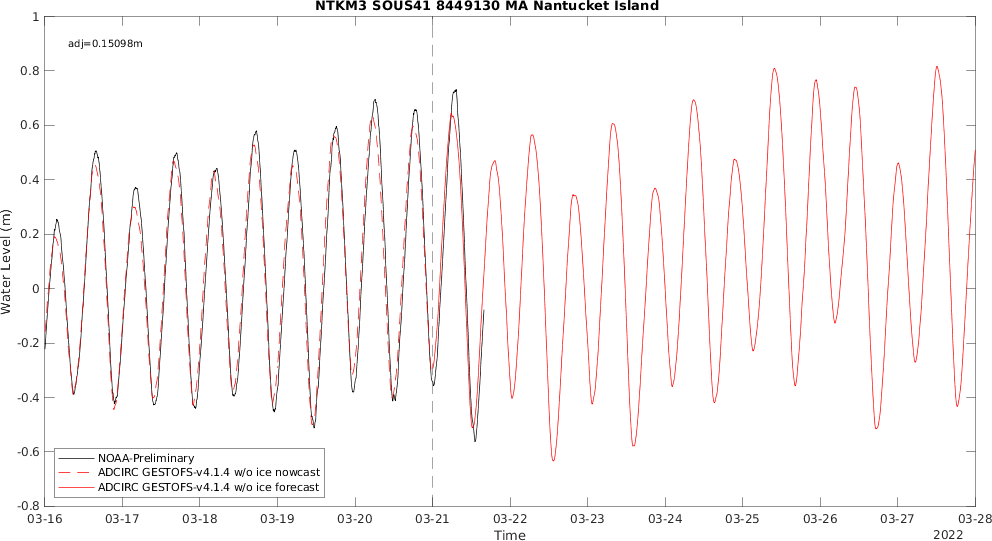 NTKM3 SOUS41 8449130 MA Nantucket Island
adj=0.15098m
1
0.8
0.6
0.4
0.2
0
-0.2
-0.4
-0.6
-0.8
Water Level (m)
NOAA-Preliminary
ADCIRC GESTOFS-v4.1.4 w/o ice nowcast
ADCIRC GESTOFS-v4.1.4 w/o ice forecast
03-16 03-17 03-18 03-19 03-20 03-21 03-22 03-23 03-24 03-25 03-26 03-27 03-28
Time
2022